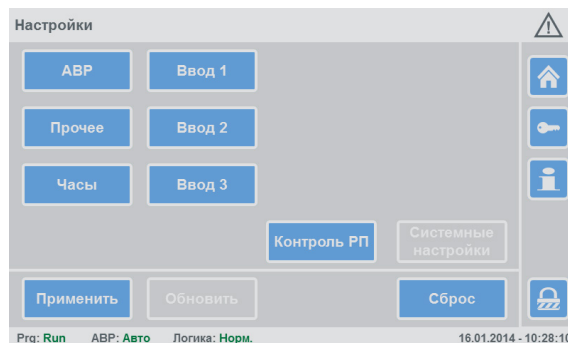 Настройки
АВР
Ввод 1
Прочее
Ввод 2
Часы
Ввод 3
Контроль РП
Системные
настройки
Применить
Обновить
Сброс
Prg: Run АВР: Авто Логика: Норм. 16.01.2014 - 10:28:10